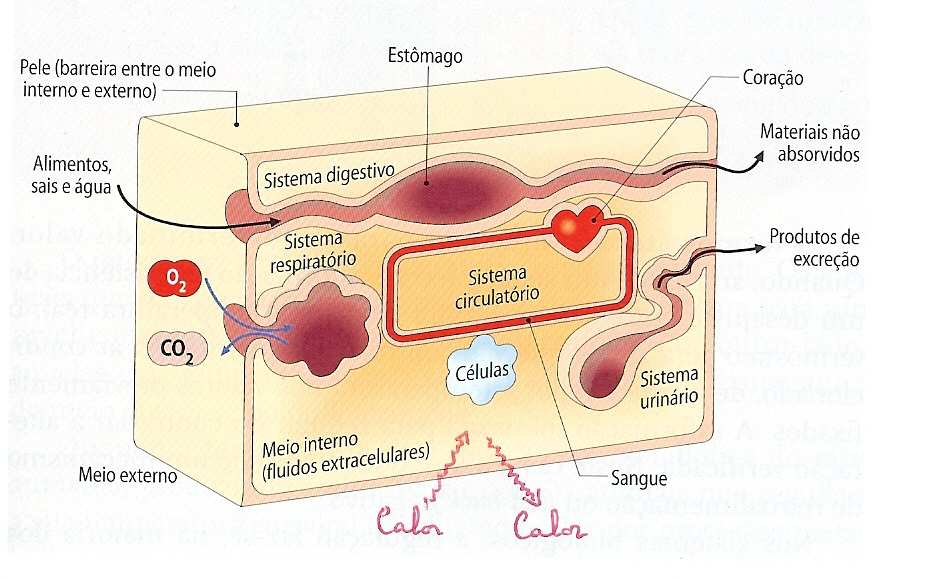 Estômago
Pele (barreira entre o meio
interno e externo)
Coração
Alimentos,
sais e água
Materiais não
absorvidos
Sistema digestivo
Sistema
respiratório
Produtos de
excreção
O2
Sistema
circulatório
CO2
Células
Sistema
urinário
Meio interno
(fluidos extracelulares)
Meio externo
Sangue
Calor
Calor